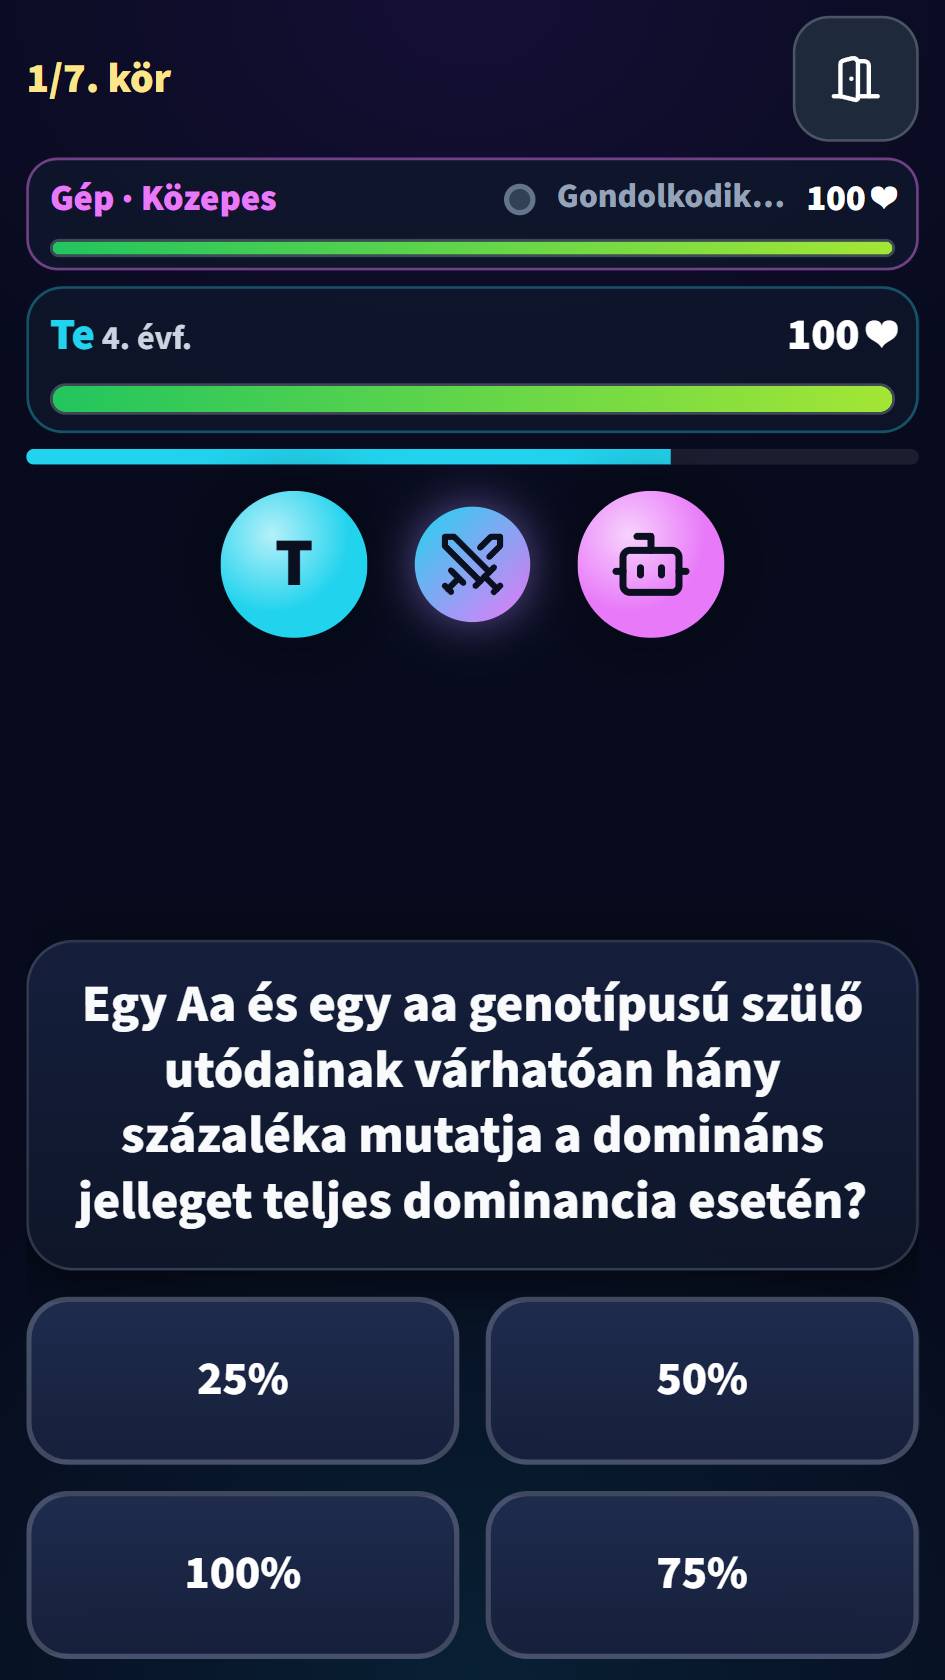 1/7. kör
Gép · Közepes Gondolkodik... 100
Te 4. évf. 100
T
Egy Aa és egy aa genotípusú szülő
utódainak várhatóan hány
százaléka mutatja a domináns
jelleget teljes dominancia esetén?
25% 50%
100% 75%